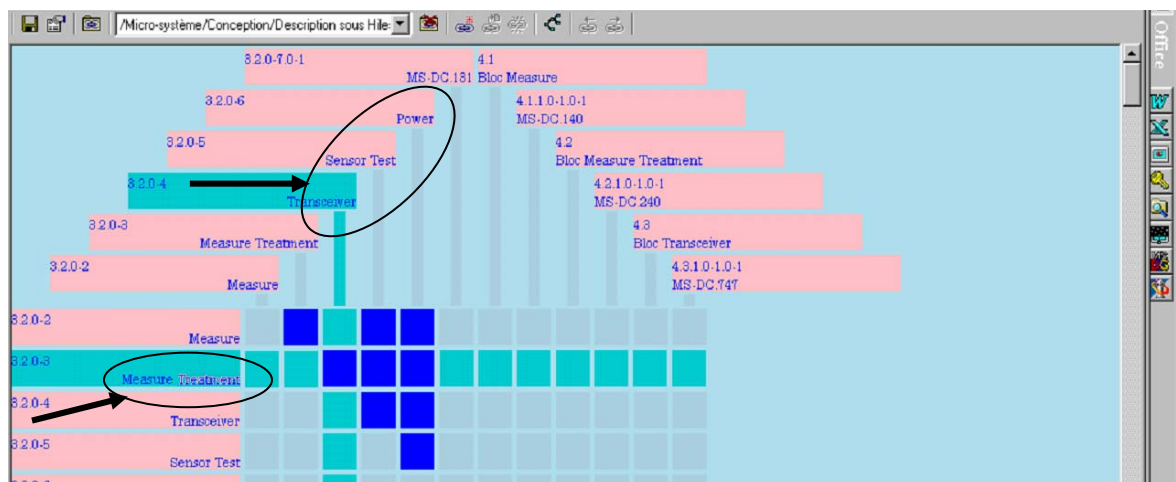 /Micro-système/Conception/Description sous Hile:
Office
3.2.0-7.0-1
MS-DC.131
4.1
Bloc Measure
3.2.0-6
Power
4.1.1.0-1.0-1
MS-DC.140
3.2.0-5
Sensor Test
4.2
Bloc Measure Treatment
3.2.0-4
Transceiver
4.2.1.0-1.0-1
MS-DC.240
3.2.0-3
Measure Treatment
4.3
Bloc Transceiver
3.2.0-2
Measure
4.3.1.0-1.0-1
MS-DC.747
3.2.0-2
Measure
3.2.0-3
Measure Treatment
3.2.0-4
Transceiver
3.2.0-5
Sensor Test